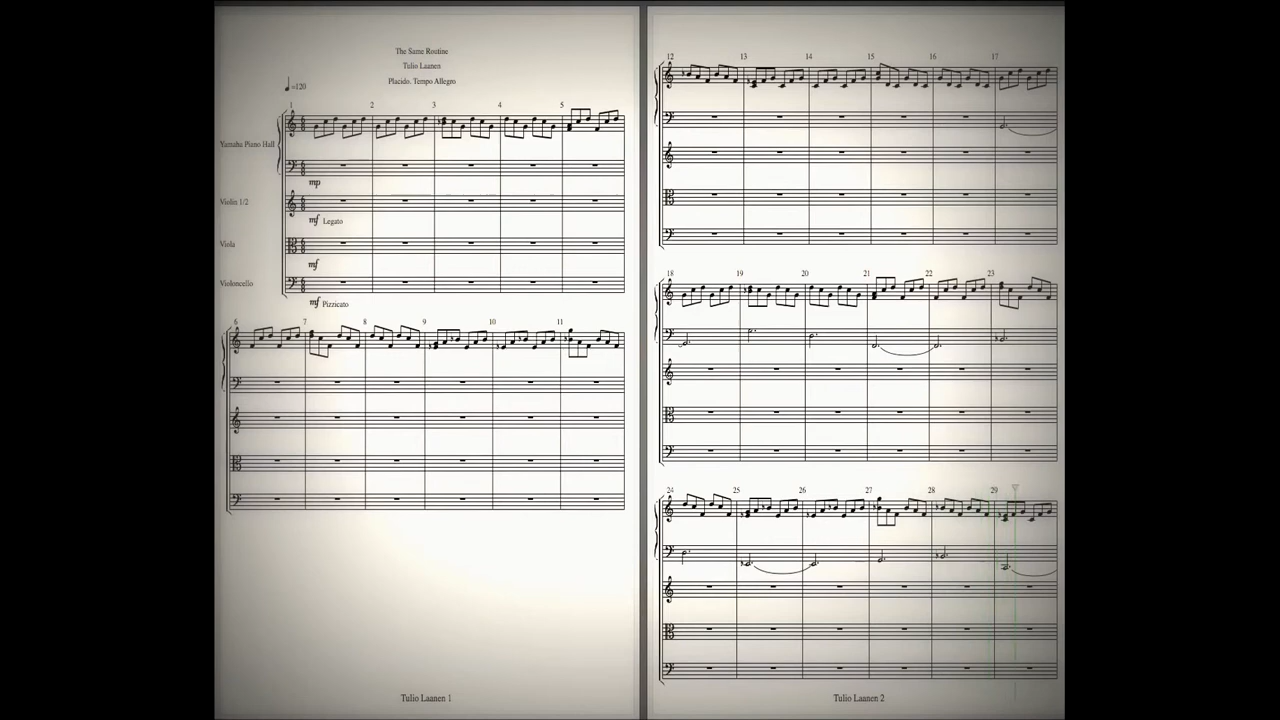 The Same Routine
Tulio Laanen
Placido. Tempo Allegro
=120
1 2 3 4 5
Yamaha Piano Hall
mp
Violin 1/2
mf Legato
Viola
mf
Violoncello
mf Pizzicato
6 7 8 9 10 11
Tulio Laanen 1
12 13 14 15 16 17
18 19 20 21 22 23
24 25 26 27 28 29
Tulio Laanen 2